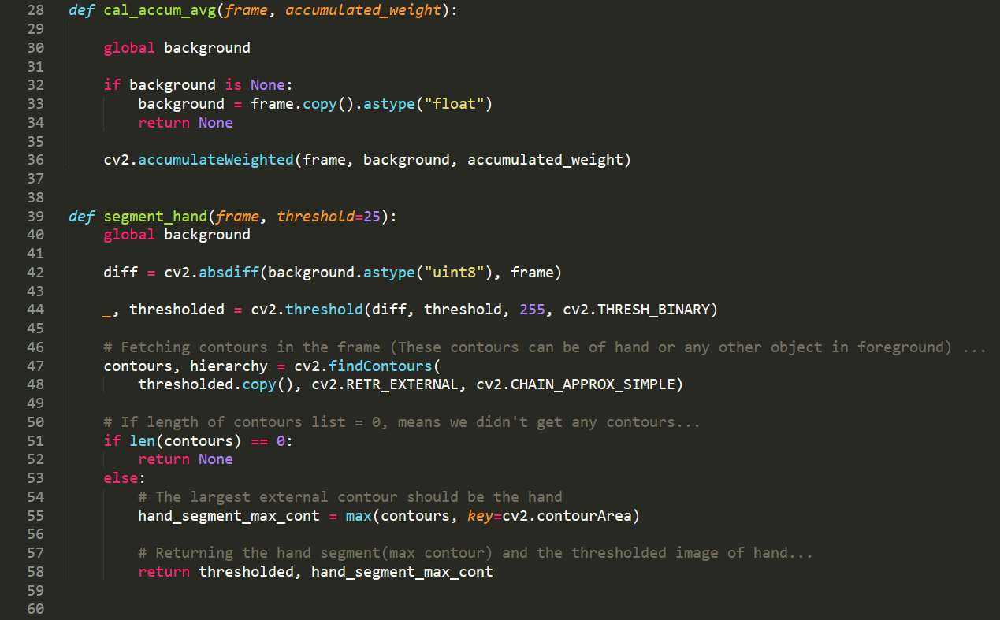 28 def cal_accum_avg(frame, accumulated_weight):
29
30     global background
31
32     if background is None:
33         background = frame.copy().astype("float")
34         return None
35
36     cv2.accumulateWeighted(frame, background, accumulated_weight)
37
38
39 def segment_hand(frame, threshold=25):
40     global background
41
42     diff = cv2.absdiff(background.astype("uint8"), frame)
43
44     _, thresholded = cv2.threshold(diff, threshold, 255, cv2.THRESH_BINARY)
45
46     # Fetching contours in the frame (These contours can be of hand or any other object in foreground) ...
47     contours, hierarchy = cv2.findContours(
48         thresholded.copy(), cv2.RETR_EXTERNAL, cv2.CHAIN_APPROX_SIMPLE)
49
50     # If length of contours list = 0, means we didn't get any contours...
51     if len(contours) == 0:
52         return None
53     else:
54         # The largest external contour should be the hand
55         hand_segment_max_cont = max(contours, key=cv2.contourArea)
56
57         # Returning the hand segment(max contour) and the thresholded image of hand...
58         return thresholded, hand_segment_max_cont
59
60